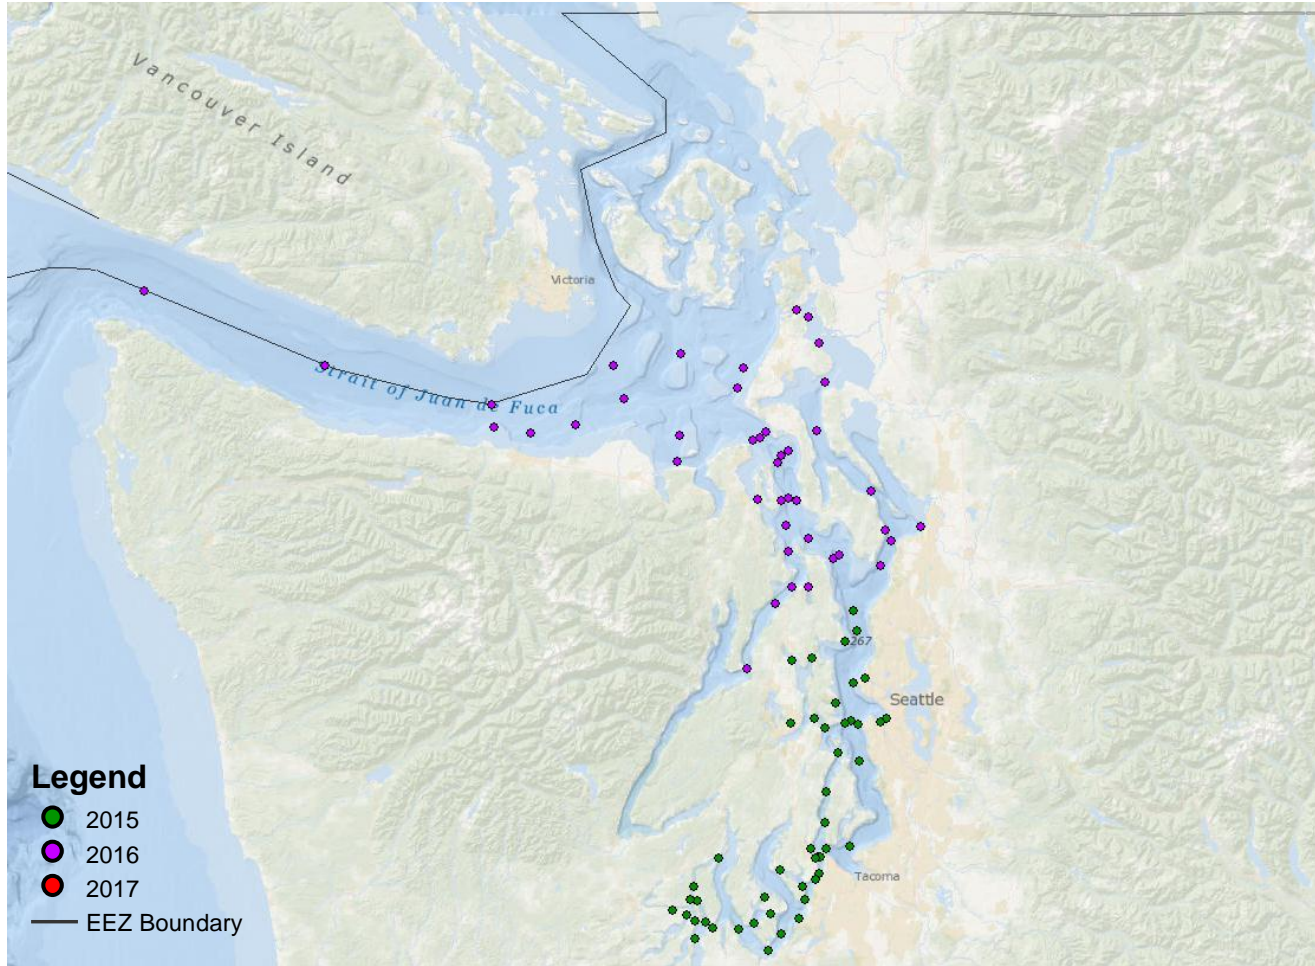 Vancouver Island
Victoria
Strait of Juan de Fuca
267
Seattle
Tacoma
Legend
2015
2016
2017
EEZ Boundary